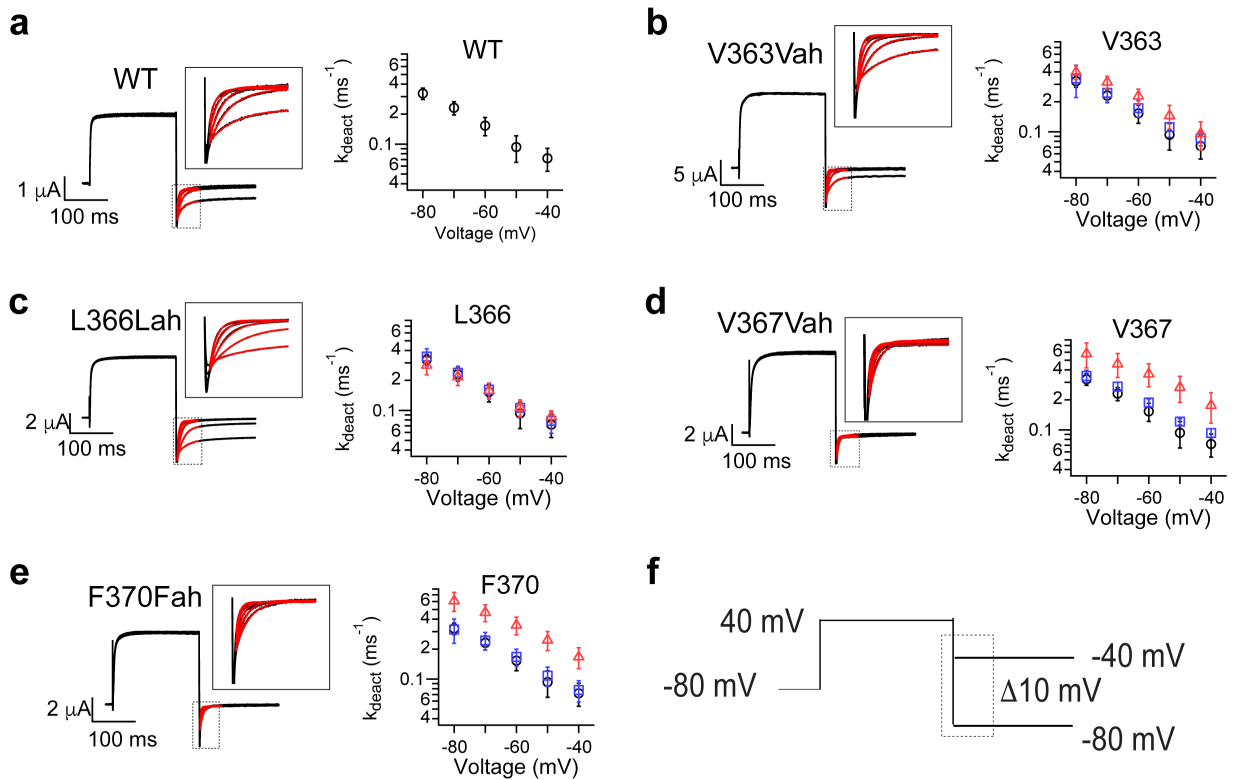 a
WT
WT
1 µA
100 ms
k_deact (ms⁻¹)
6
4
2
0.1
8
6
4
-80
-60
-40
Voltage (mV)
b
V363Vah
V363
5 µA
100 ms
k_deact (ms⁻¹)
6
4
2
0.1
8
6
4
-80
-60
-40
Voltage (mV)
c
L366Lah
L366
2 µA
100 ms
k_deact (ms⁻¹)
6
4
2
0.1
8
6
4
-80
-60
-40
Voltage (mV)
d
V367Vah
V367
2 µA
100 ms
k_deact (ms⁻¹)
6
4
2
0.1
8
6
4
-80
-60
-40
Voltage (mV)
e
F370Fah
F370
2 µA
100 ms
k_deact (ms⁻¹)
6
4
2
0.1
8
6
4
-80
-60
-40
Voltage (mV)
f
40 mV
-80 mV
-40 mV
Δ10 mV
-80 mV